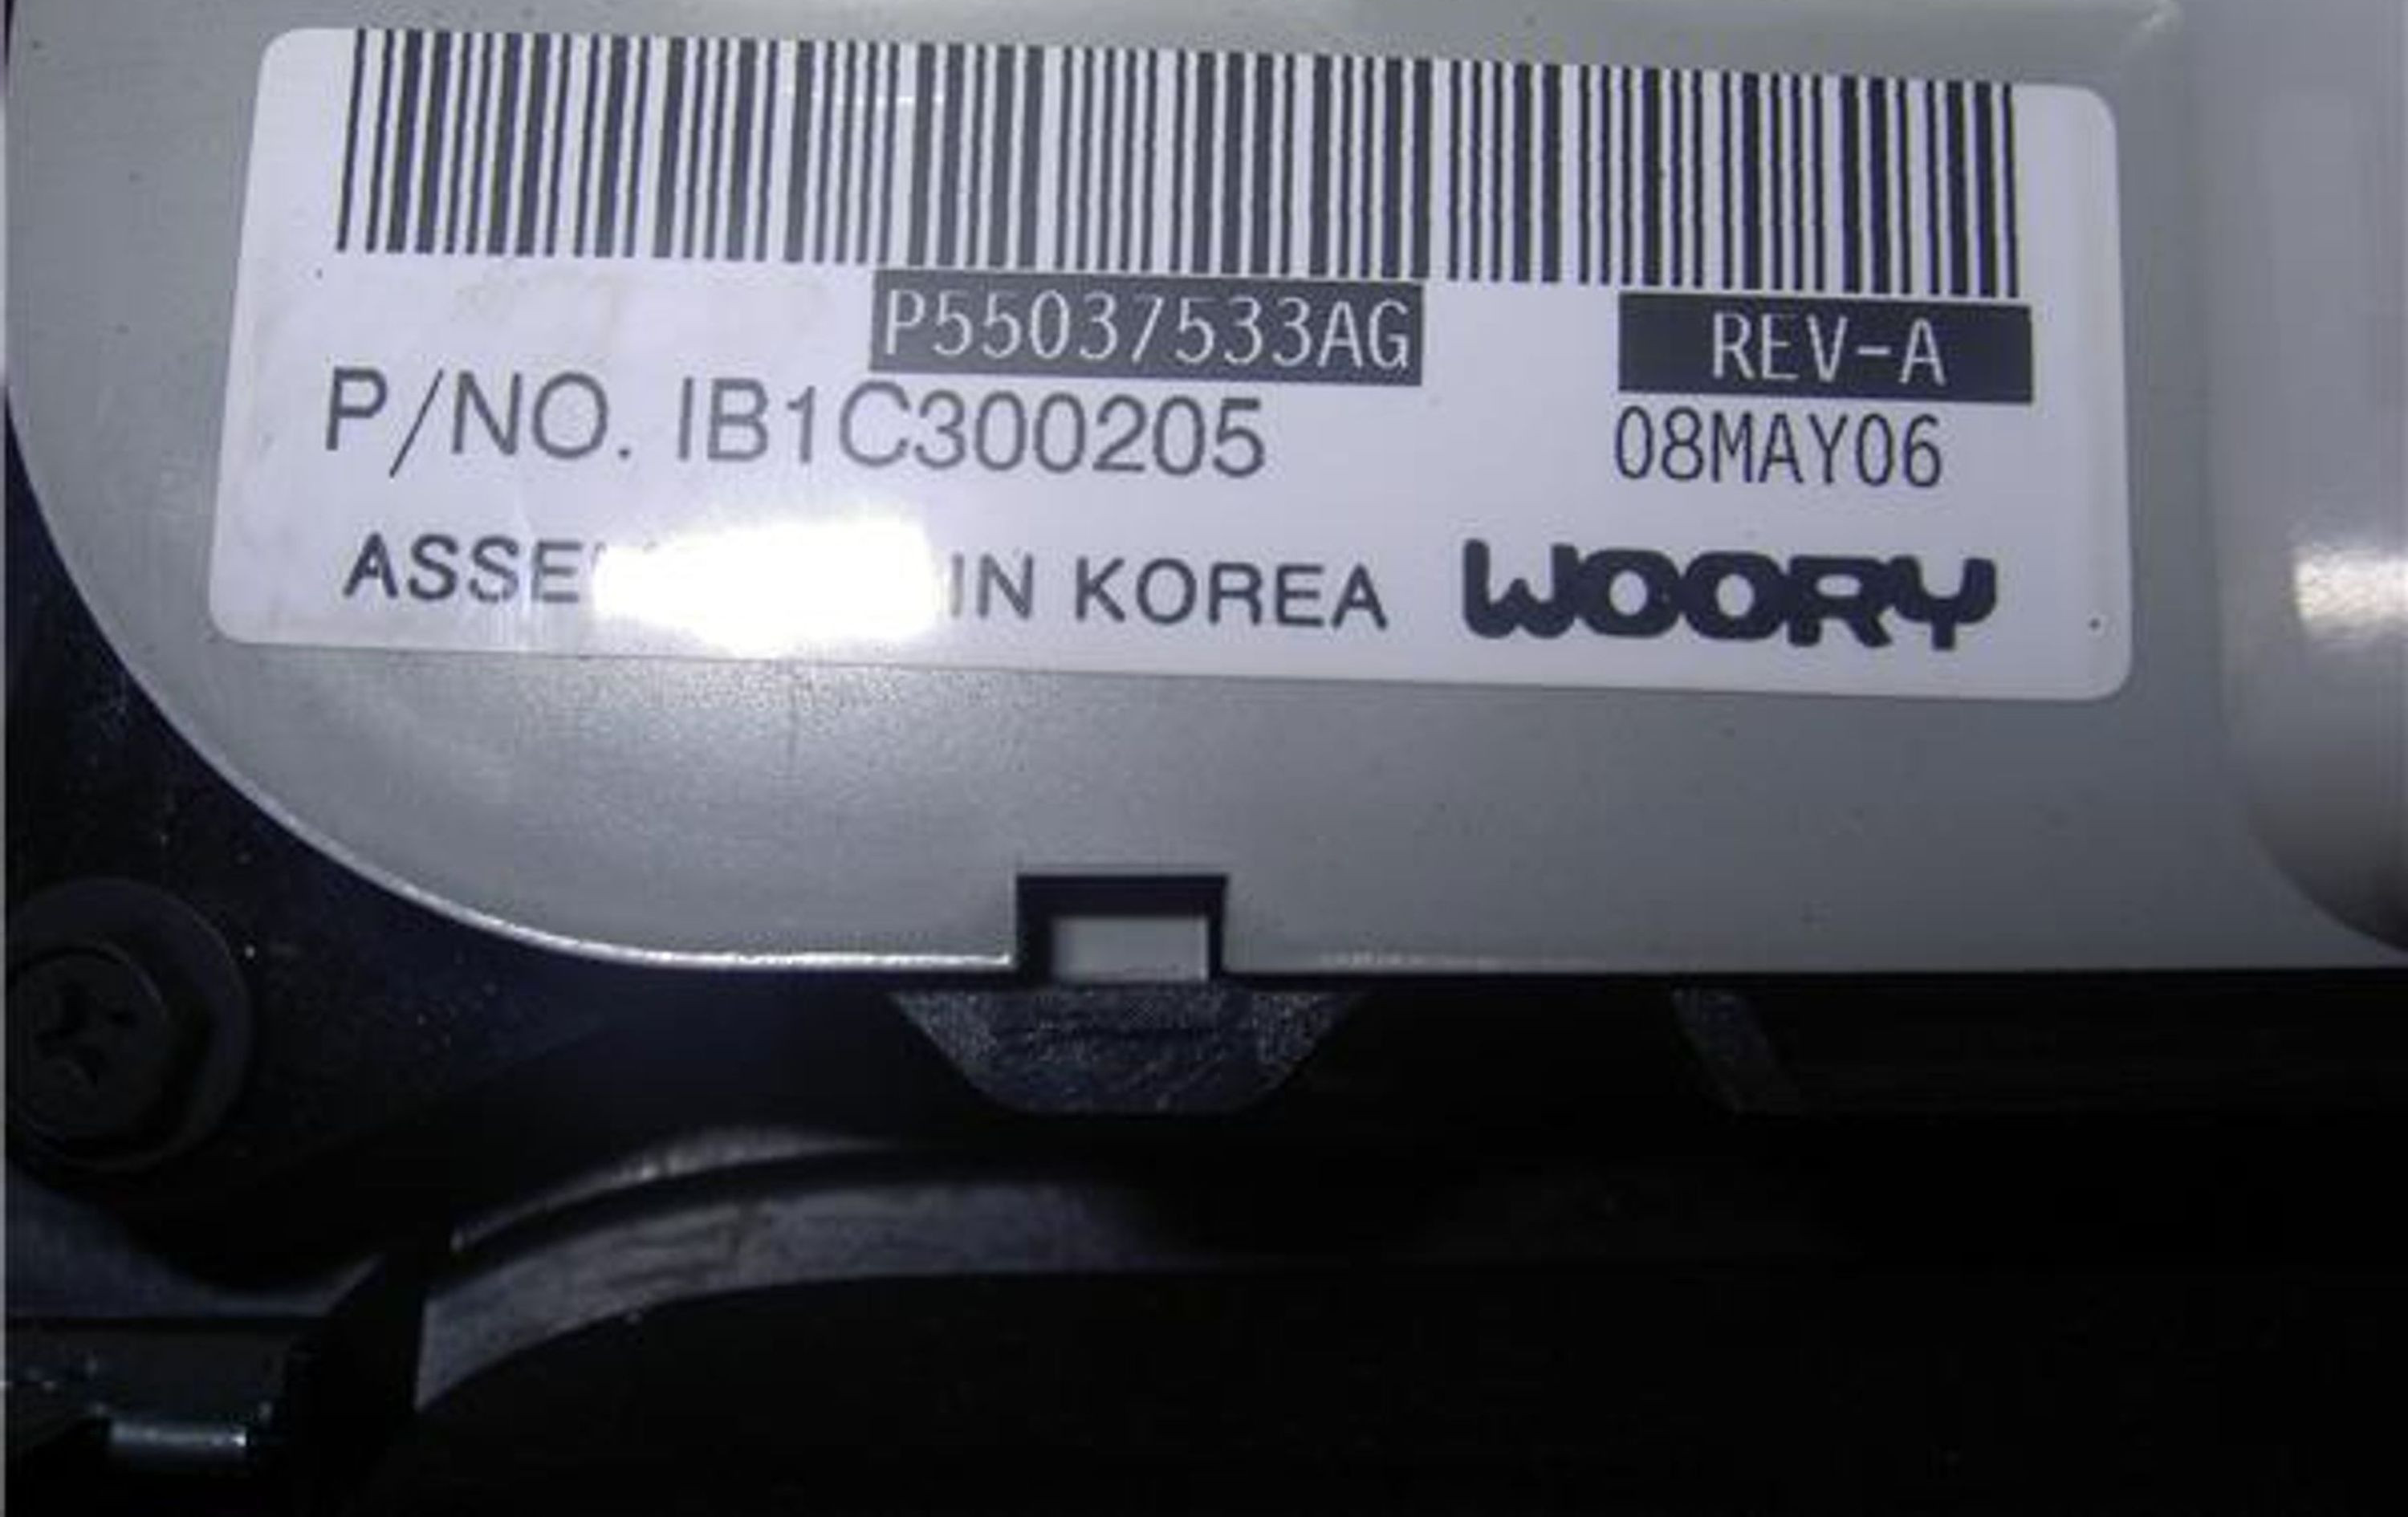 P55037533AG REV-A
P/NO. IB1C300205 08MAY06
IN KOREA WOORY